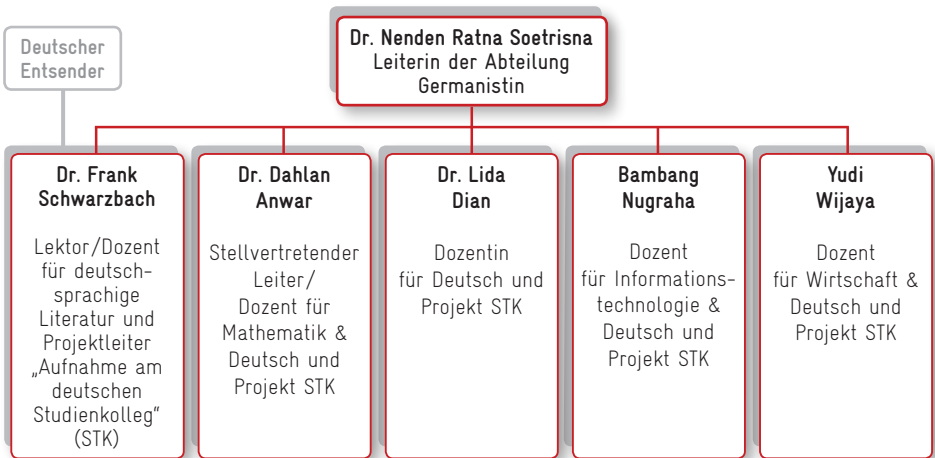 Deutscher
Entsender
Dr. Nenden Ratna Soetrisna
Leiterin der Abteilung
Germanistin
Dr. Frank
Schwarzbach
Lektor/Dozent
für deutsch-
sprachige
Literatur und
Projektleiter
„Aufnahme am
deutschen
Studienkolleg“
(STK)
Dr. Dahlan
Anwar
Stellvertretender
Leiter/
Dozent für
Mathematik &
Deutsch und
Projekt STK
Dr. Lida
Dian
Dozentin
für Deutsch und
Projekt STK
Bambang
Nugraha
Dozent
für Informations-
technologie &
Deutsch und
Projekt STK
Yudi
Wijaya
Dozent
für Wirtschaft &
Deutsch und
Projekt STK